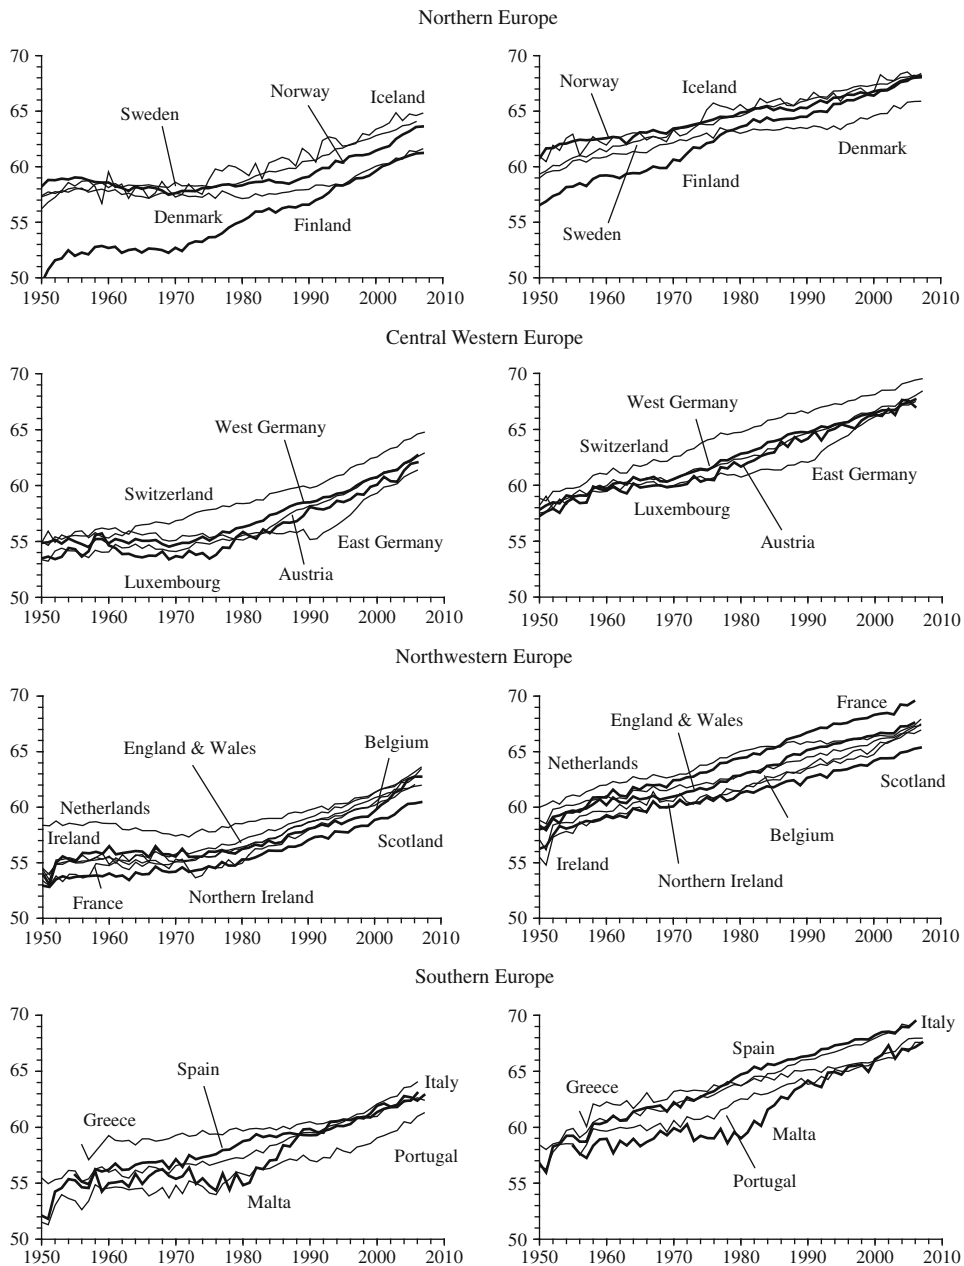 Northern Europe
70
65
60
55
50
1950 1960 1970 1980 1990 2000 2010
Norway
Iceland
Sweden
Denmark
Finland
70
65
60
55
50
1950 1960 1970 1980 1990 2000 2010
Norway
Iceland
Denmark
Finland
Sweden
Central Western Europe
70
65
60
55
50
1950 1960 1970 1980 1990 2000 2010
West Germany
Switzerland
East Germany
Austria
Luxembourg
70
65
60
55
50
1950 1960 1970 1980 1990 2000 2010
West Germany
Switzerland
East Germany
Luxembourg
Austria
Northwestern Europe
70
65
60
55
50
1950 1960 1970 1980 1990 2000 2010
Belgium
England & Wales
Netherlands
Ireland
Scotland
Northern Ireland
France
70
65
60
55
50
1950 1960 1970 1980 1990 2000 2010
France
England & Wales
Netherlands
Scotland
Belgium
Ireland
Northern Ireland
Southern Europe
70
65
60
55
50
1950 1960 1970 1980 1990 2000 2010
Spain
Italy
Greece
Portugal
Malta
70
65
60
55
50
1950 1960 1970 1980 1990 2000 2010
Italy
Spain
Greece
Malta
Portugal